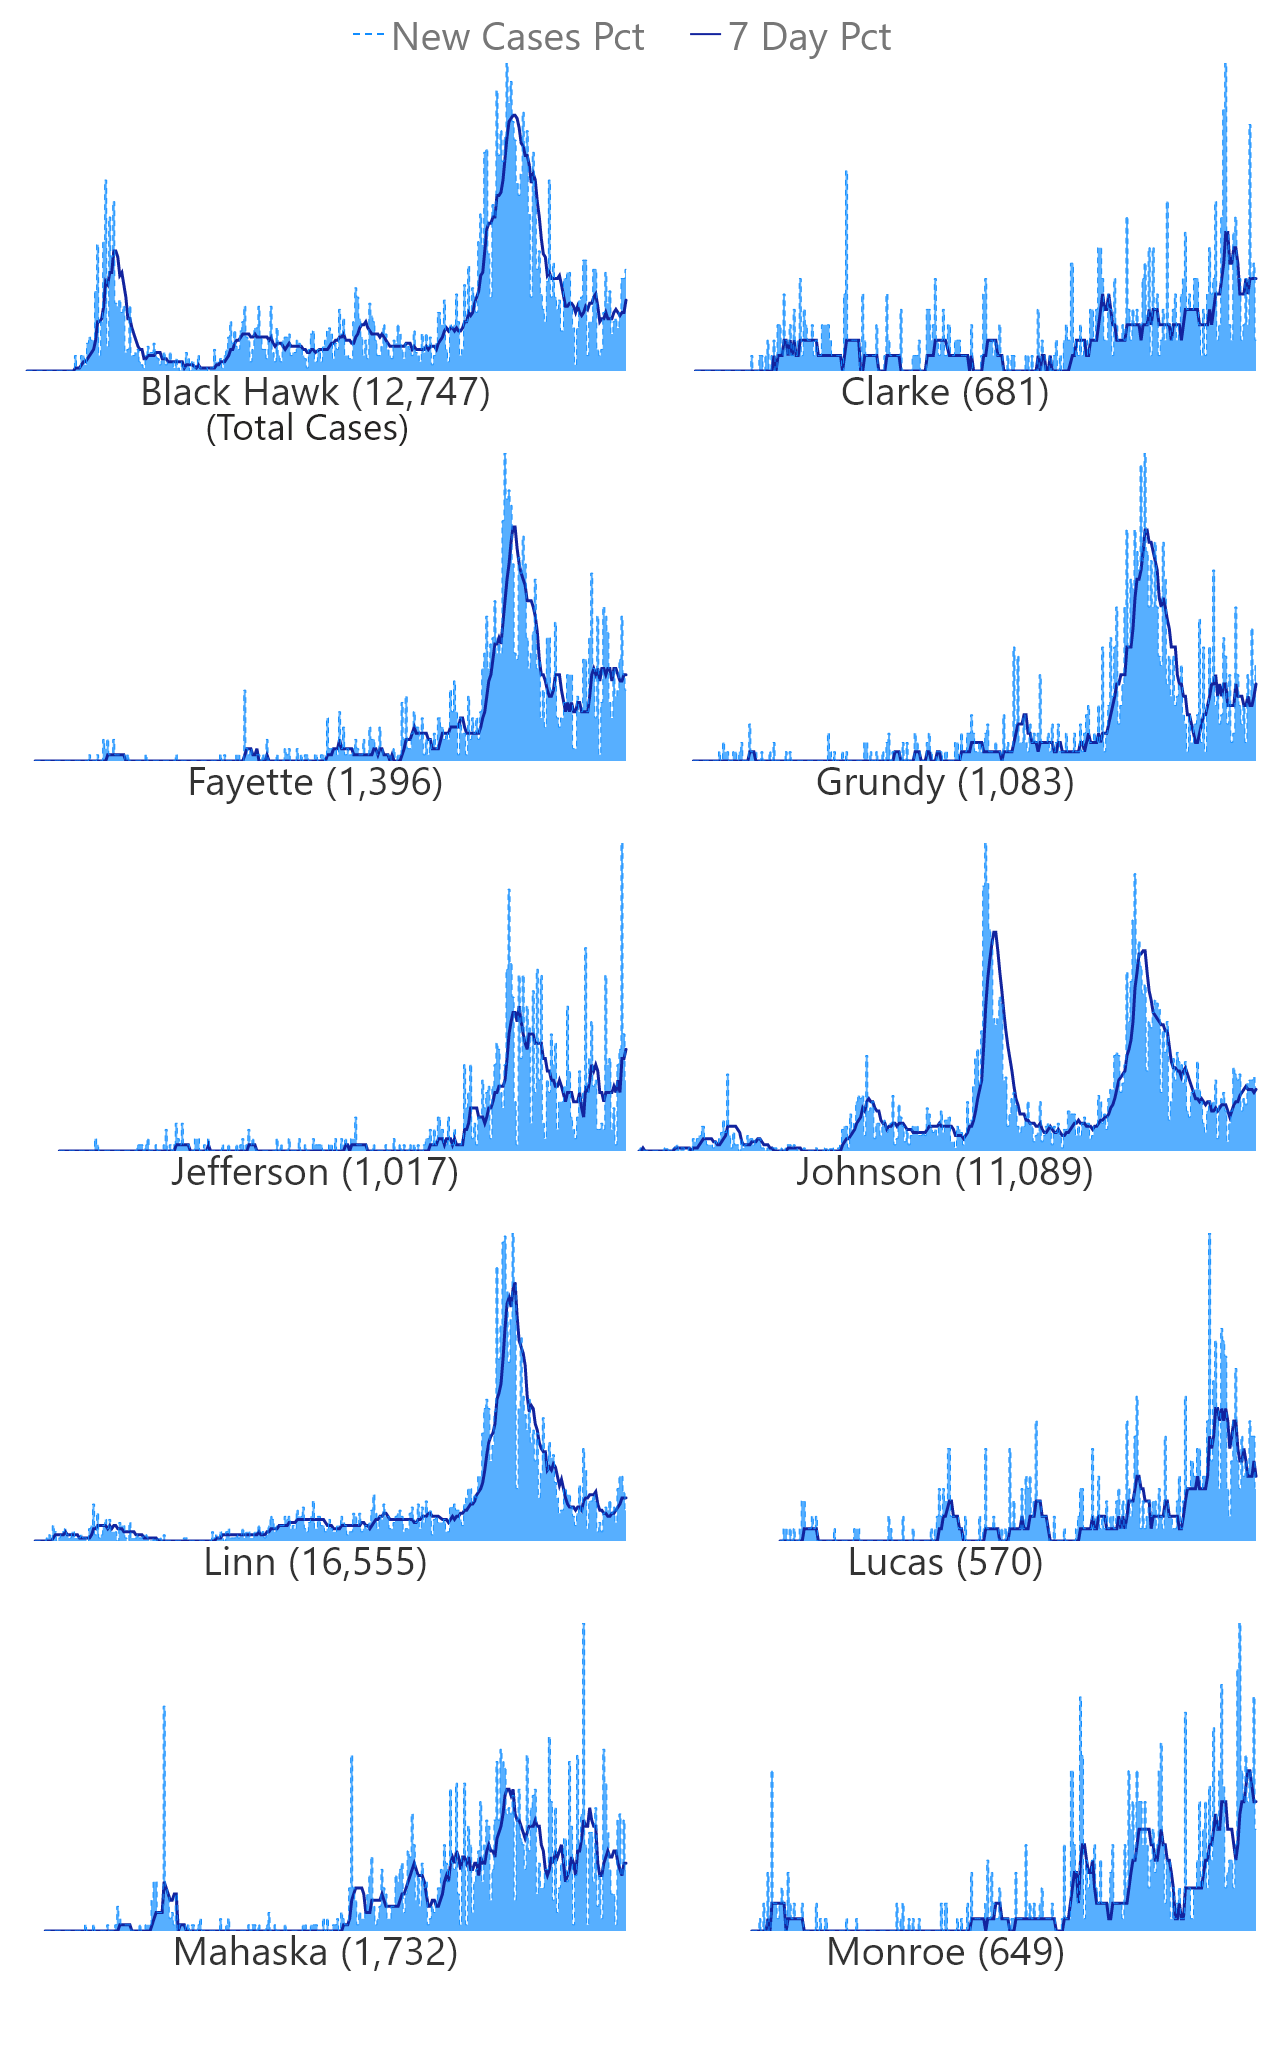 New Cases Pct 7 Day Pct
Black Hawk (12,747) Clarke (681)
(Total Cases)
Fayette (1,396) Grundy (1,083)
Jefferson (1,017) Johnson (11,089)
Linn (16,555) Lucas (570)
Mahaska (1,732) Monroe (649)